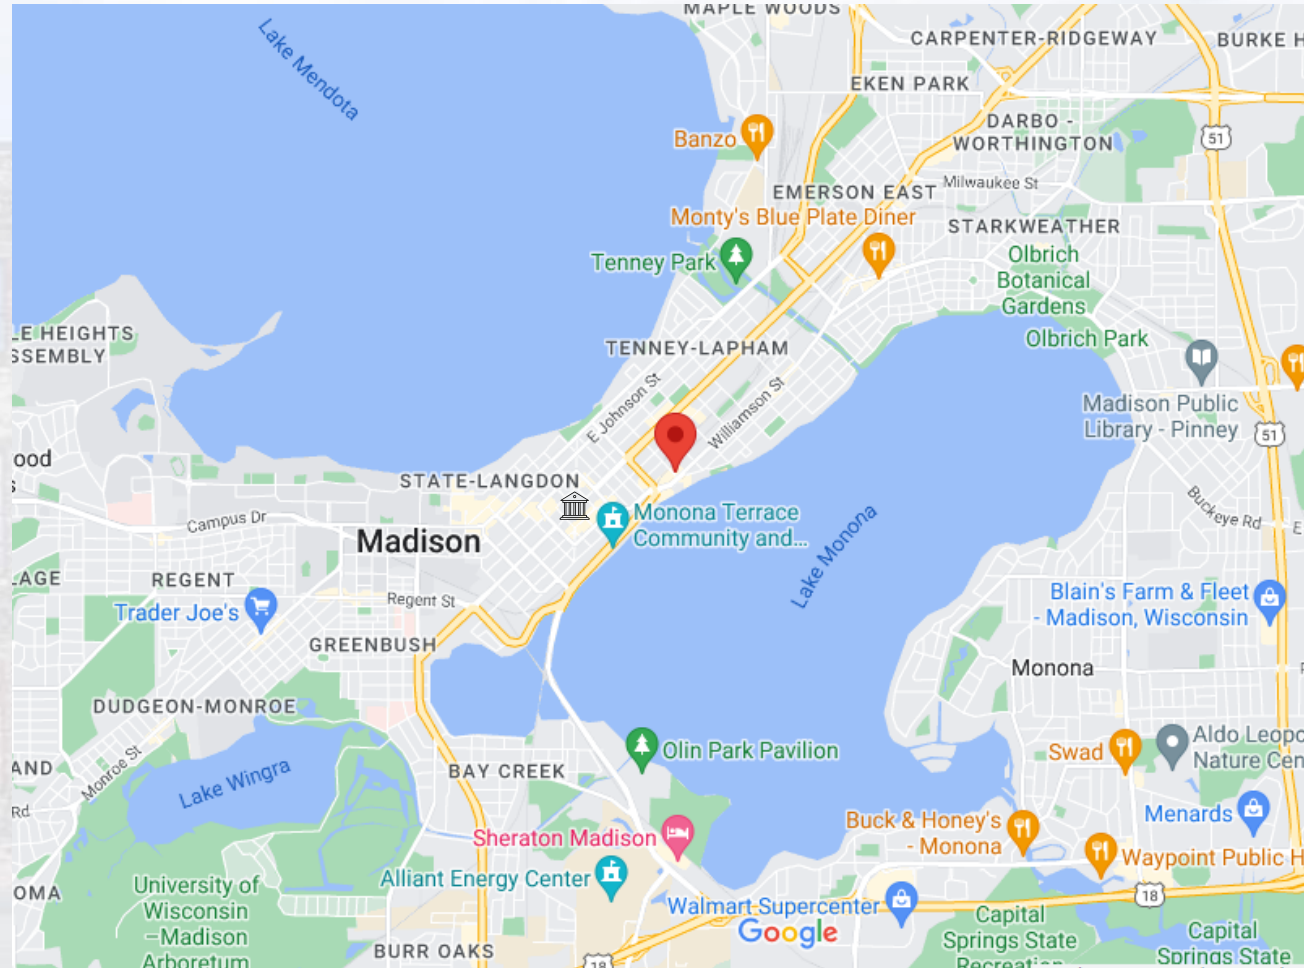 MAPLE WOODS
Lake Mendota
CARPENTER-RIDGEWAY
BURKE H
EKEN PARK
DARBO -
WORTHINGTON
51
Banzo
Milwaukee St
EMERSON EAST
Monty's Blue Plate Diner
STARKWEATHER
Tenney Park
Olbrich
Botanical
Gardens
LE HEIGHTS
SSEMBLY
Olbrich Park
TENNEY-LAPHAM
E Johnson St
Williamson St
Madison Public
Library - Pinney
51
ood
s
STATE-LANGDON
Campus Dr
Monona Terrace
Community and...
Madison
Lake Monona
Buckeye Rd
E
LAGE
REGENT
Trader Joe's
Regent St
Blain's Farm & Fleet
- Madison, Wisconsin
GREENBUSH
Monona
DUDGEON-MONROE
Monroe St
AND
Rd
Lake Wingra
BAY CREEK
Olin Park Pavilion
Swad
Aldo Leopo
Nature Cen
Sheraton Madison
Buck & Honey's
- Monona
Menards
Alliant Energy Center
Waypoint Public H
OMA
University of
Wisconsin
–Madison
Arboretum
18
Walmart Supercenter
Google
Capital
Springs State
Recreation
Capital
Springs State
BURR OAKS
18